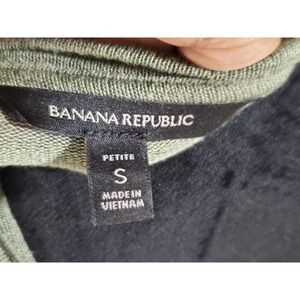 BANANA REPUBLIC
PETITE
S
MADE IN
VIETNAM